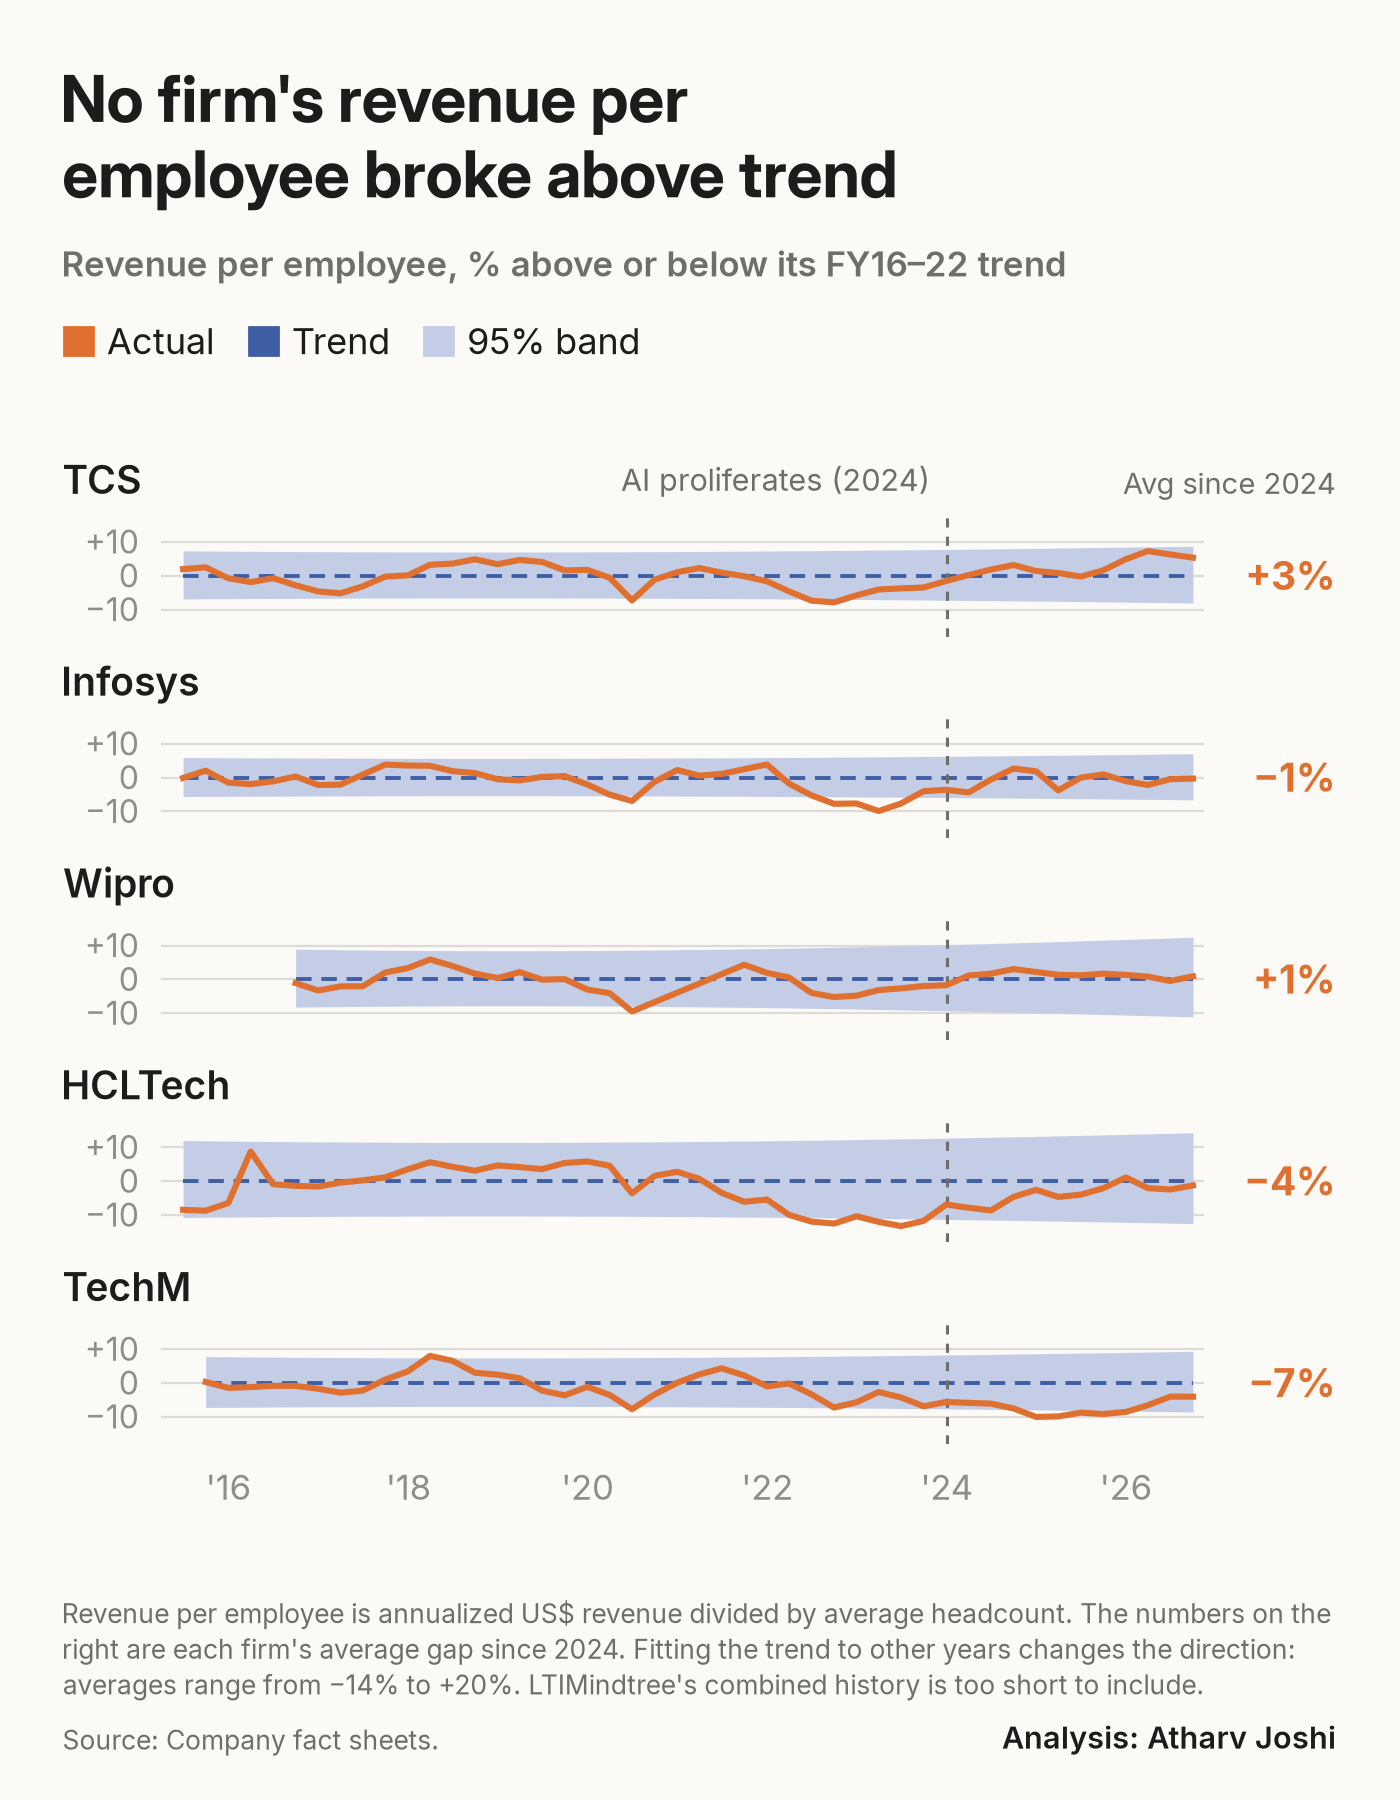 No firm's revenue per
employee broke above trend
Revenue per employee, % above or below its FY16–22 trend
Actual Trend 95% band
TCS AI proliferates (2024) Avg since 2024
+10
0 +3%
−10
Infosys
+10
0 −1%
−10
Wipro
+10
0 +1%
−10
HCLTech
+10
0 −4%
−10
TechM
+10
0 −7%
−10
'16 '18 '20 '22 '24 '26
Revenue per employee is annualized US$ revenue divided by average headcount. The numbers on the
right are each firm's average gap since 2024. Fitting the trend to other years changes the direction:
averages range from −14% to +20%. LTIMindtree's combined history is too short to include.
Source: Company fact sheets. Analysis: Atharv Joshi